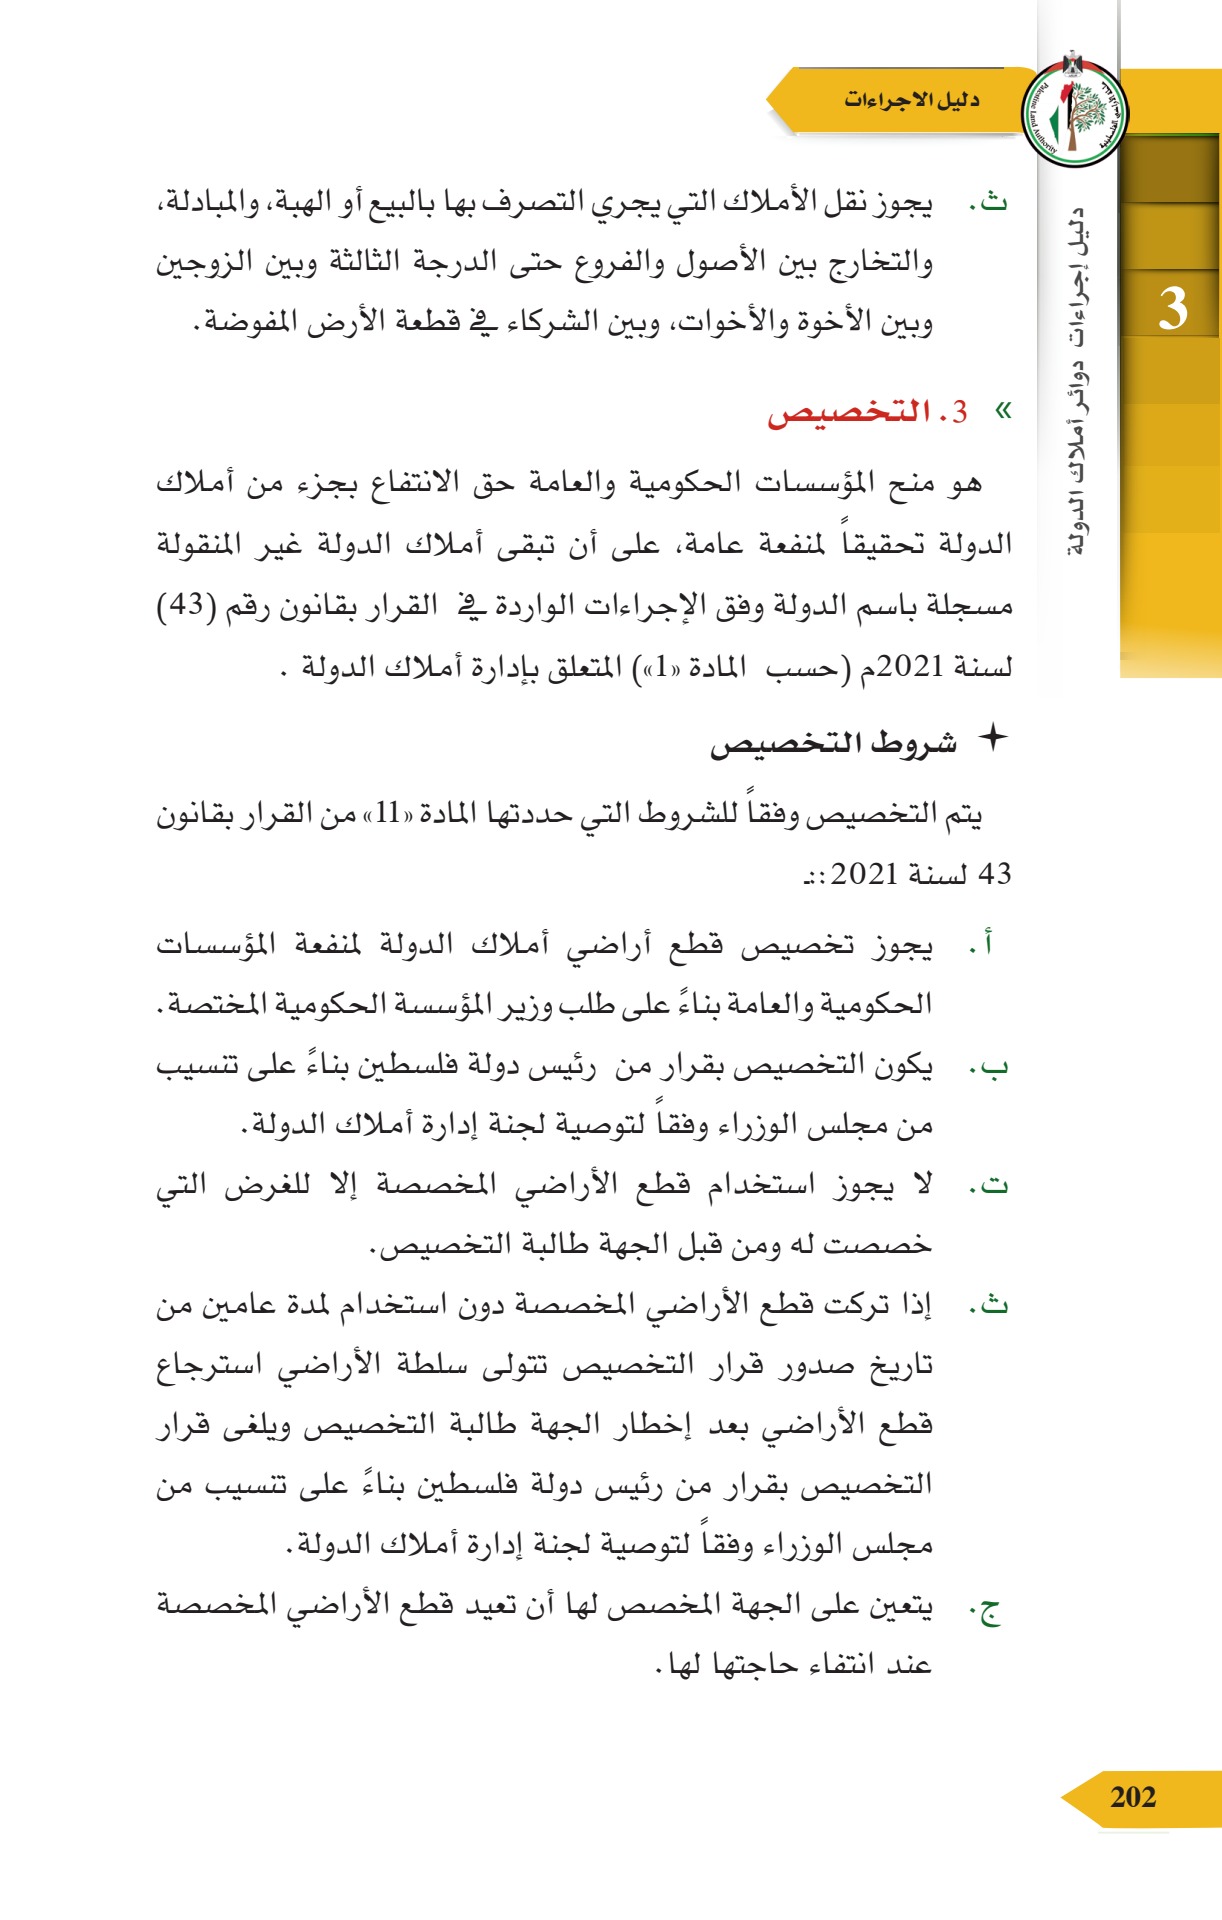 دليل الاجراءات
Palestine Land Authority
3
دليل إجراءات دوائر أملاك الدولة
ث. يجوز نقل الأملاك التي يجري التصرف بها بالبيع أو الهبة، والمبادلة،
والتخارج بين الأصول والفروع حتى الدرجة الثالثة وبين الزوجين
وبين الأخوة والأخوات، وبين الشركاء في قطعة الأرض المفوضة.
» 3. التخصيص
هو منح المؤسسات الحكومية والعامة حق الانتفاع بجزء من أملاك
الدولة تحقيقاً لمنفعة عامة، على أن تبقى أملاك الدولة غير المنقولة
مسجلة باسم الدولة وفق الإجراءات الواردة في القرار بقانون رقم (43)
لسنة 2021م (حسب المادة «1») المتعلق بإدارة أملاك الدولة .
شروط التخصيص
يتم التخصيص وفقاً للشروط التي حددتها المادة «11» من القرار بقانون
43 لسنة 2021::ـ
أ. يجوز تخصيص قطع أراضي أملاك الدولة لمنفعة المؤسسات
الحكومية والعامة بناءً على طلب وزير المؤسسة الحكومية المختصة.
ب. يكون التخصيص بقرار من رئيس دولة فلسطين بناءً على تنسيب
من مجلس الوزراء وفقاً لتوصية لجنة إدارة أملاك الدولة.
ت. لا يجوز استخدام قطع الأراضي المخصصة إلا للغرض التي
خصصت له ومن قبل الجهة طالبة التخصيص.
ث. إذا تركت قطع الأراضي المخصصة دون استخدام لمدة عامين من
تاريخ صدور قرار التخصيص تتولى سلطة الأراضي استرجاع
قطع الأراضي بعد إخطار الجهة طالبة التخصيص ويلغى قرار
التخصيص بقرار من رئيس دولة فلسطين بناءً على تنسيب من
مجلس الوزراء وفقاً لتوصية لجنة إدارة أملاك الدولة.
ج. يتعين على الجهة المخصص لها أن تعيد قطع الأراضي المخصصة
عند انتفاء حاجتها لها.
202